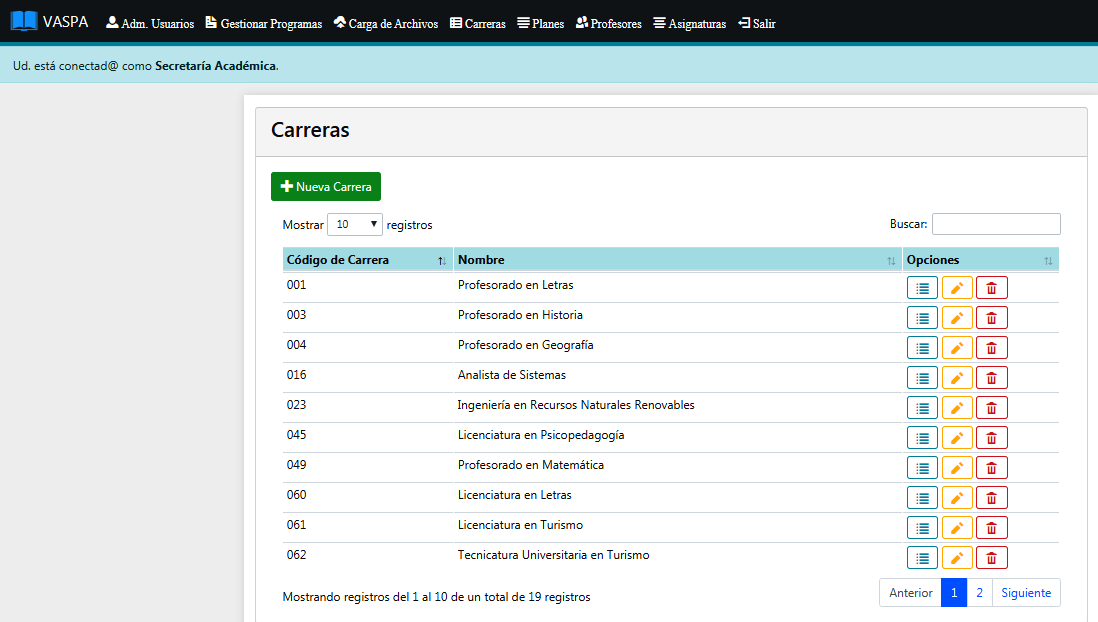 VASPA Adm. Usuarios Gestionar Programas Carga de Archivos Carreras Planes Profesores Asignaturas Salir
Ud. está conectad@ como Secretaría Académica.
Carreras
Nueva Carrera
Mostrar 10 registros Buscar:
Código de Carrera Nombre Opciones
001 Profesorado en Letras
003 Profesorado en Historia
004 Profesorado en Geografía
016 Analista de Sistemas
023 Ingeniería en Recursos Naturales Renovables
045 Licenciatura en Psicopedagogía
049 Profesorado en Matemática
060 Licenciatura en Letras
061 Licenciatura en Turismo
062 Tecnicatura Universitaria en Turismo
Mostrando registros del 1 al 10 de un total de 19 registros Anterior 1 2 Siguiente